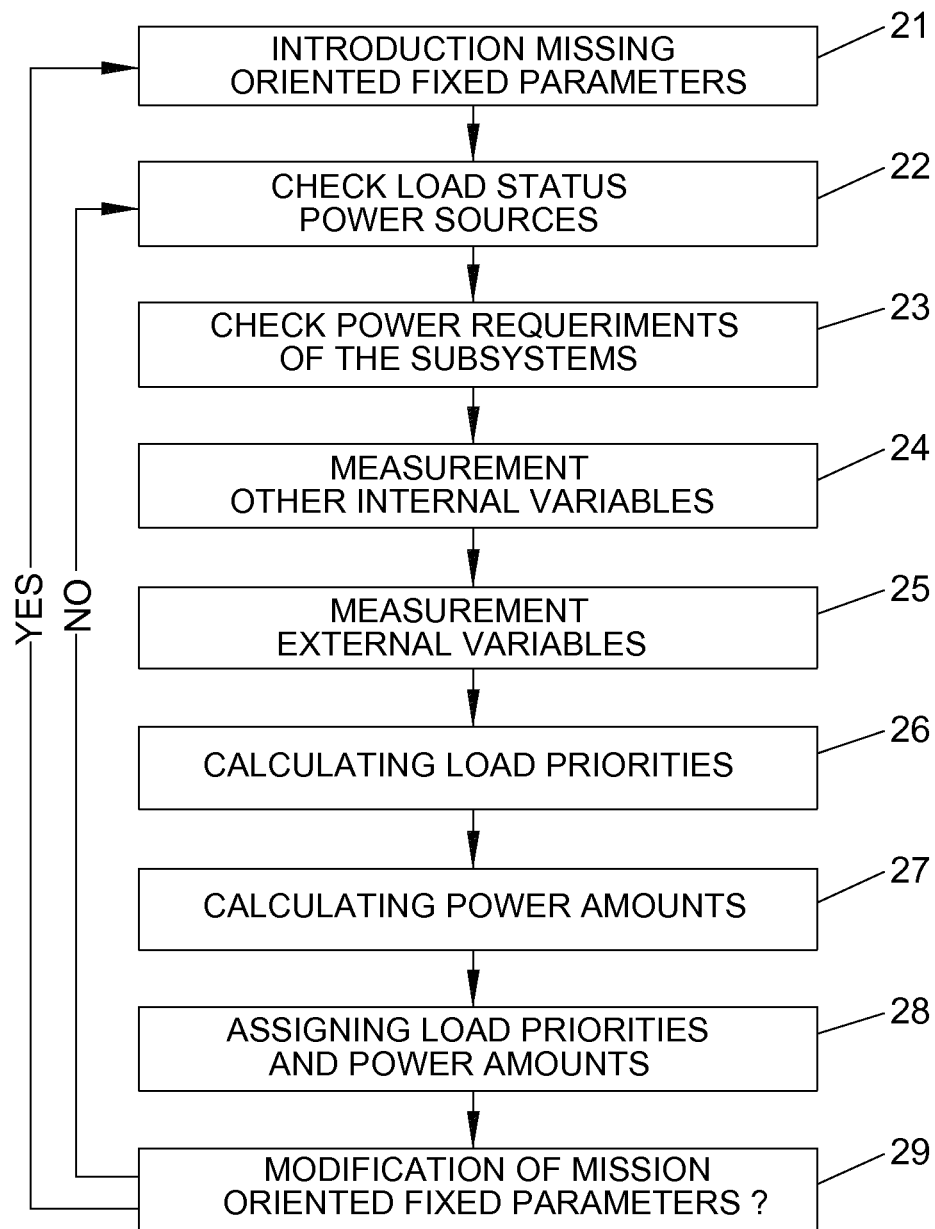 INTRODUCTION MISSING
ORIENTED FIXED PARAMETERS
21
CHECK LOAD STATUS
POWER SOURCES
22
CHECK POWER REQUERIMENTS
OF THE SUBSYSTEMS
23
MEASUREMENT
OTHER INTERNAL VARIABLES
24
MEASUREMENT
EXTERNAL VARIABLES
25
YES
NO
CALCULATING LOAD PRIORITIES
26
CALCULATING POWER AMOUNTS
27
ASSIGNING LOAD PRIORITIES
AND POWER AMOUNTS
28
MODIFICATION OF MISSION
ORIENTED FIXED PARAMETERS ?
29